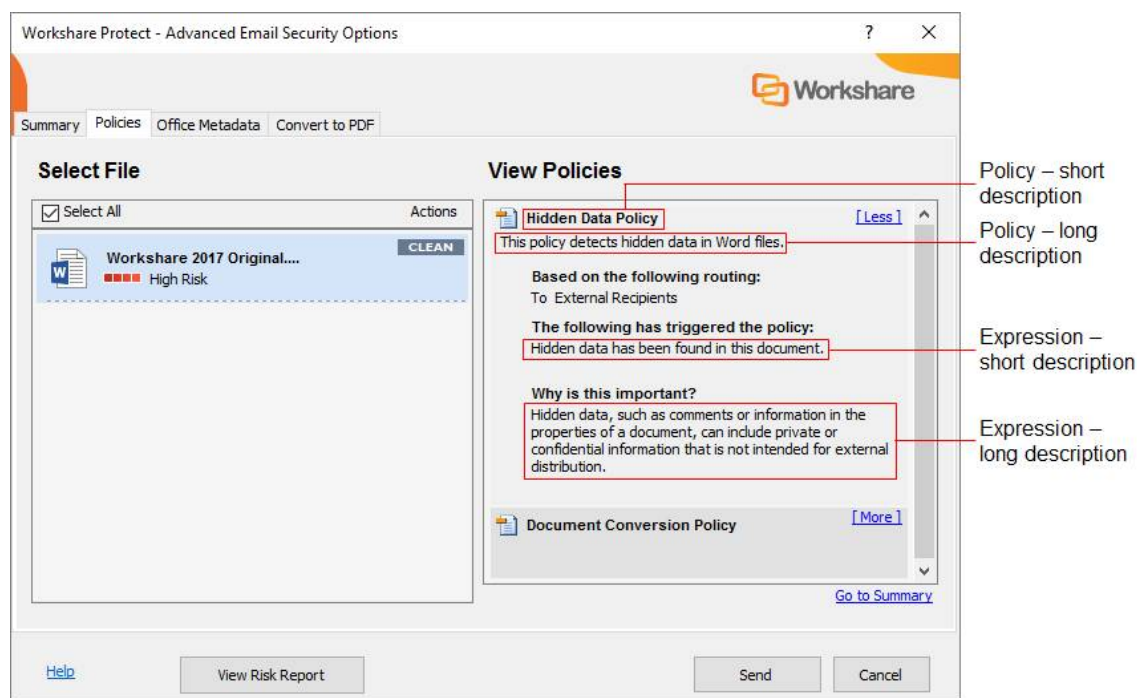 Workshare Protect - Advanced Email Security Options
?
Workshare
Summary
Policies
Office Metadata
Convert to PDF
Select File
Select All
Actions
Workshare 2017 Original....
CLEAN
High Risk
View Policies
Hidden Data Policy
[ Less ]
This policy detects hidden data in Word files.
Based on the following routing:
To External Recipients
The following has triggered the policy:
Hidden data has been found in this document.
Why is this important?
Hidden data, such as comments or information in the
properties of a document, can include private or
confidential information that is not intended for external
distribution.
Document Conversion Policy
[ More ]
Go to Summary
Help
View Risk Report
Send
Cancel
Policy – short
description
Policy – long
description
Expression –
short description
Expression –
long description